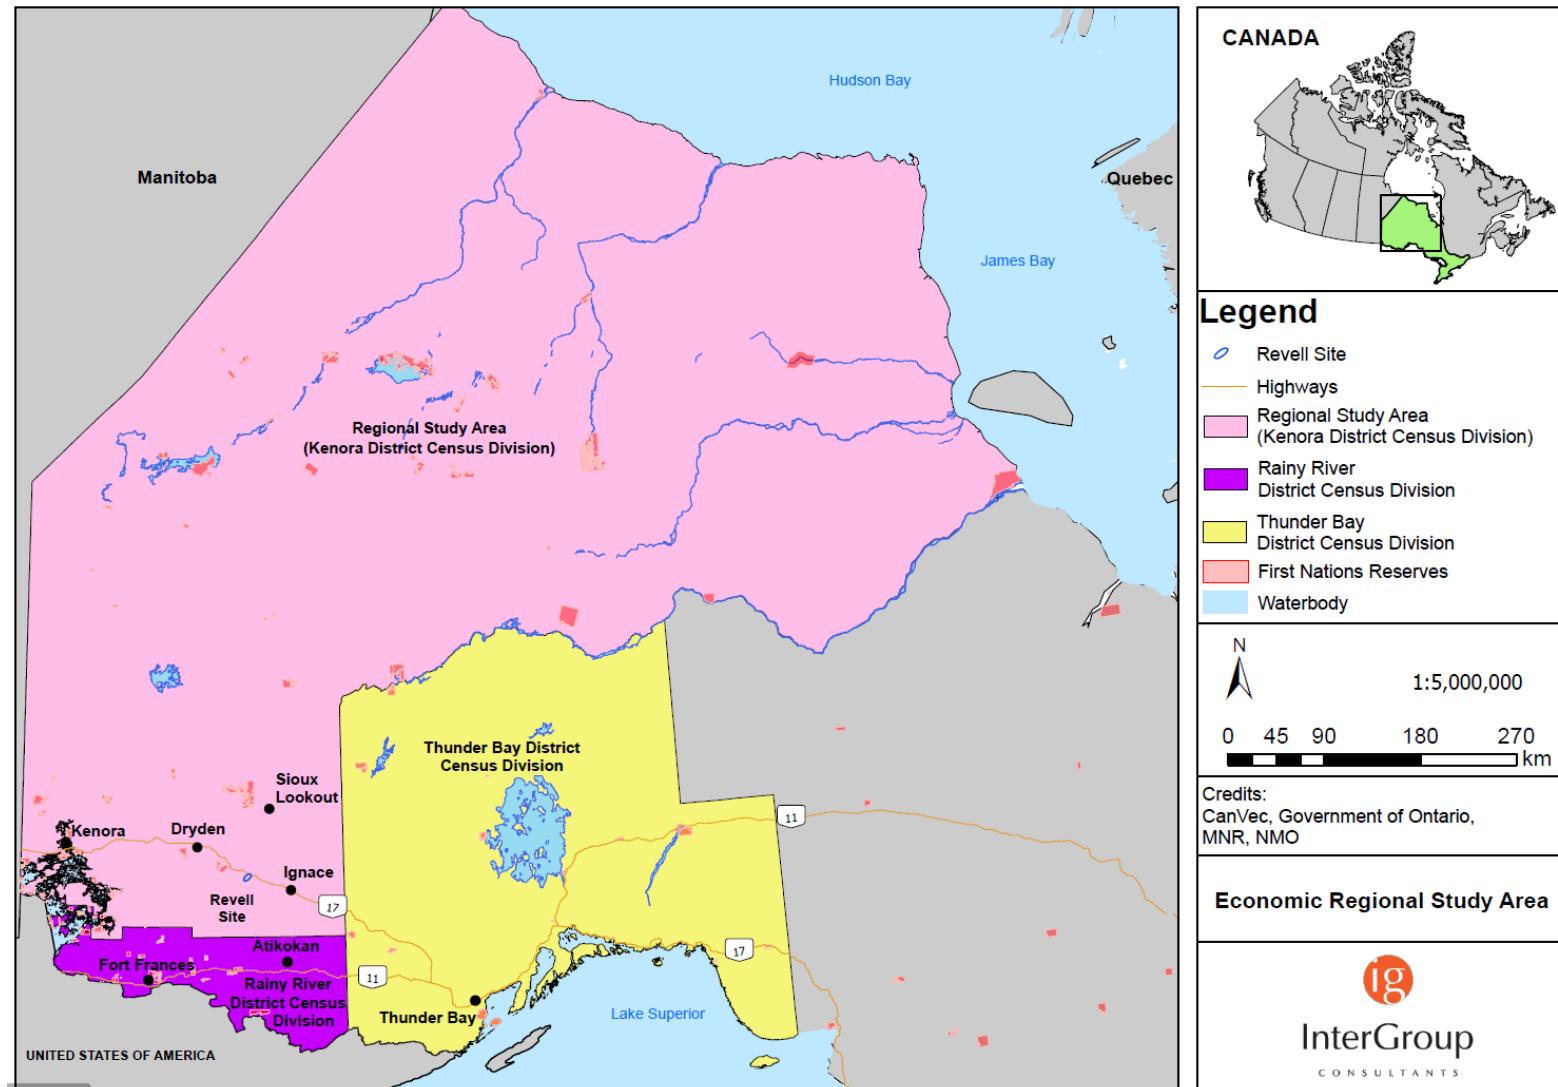 Hudson Bay
Manitoba
Quebec
James Bay
Regional Study Area
(Kenora District Census Division)
Thunder Bay District
Census Division
Sioux
Lookout
Kenora
Dryden
11
Ignace
Revell
Site
17
Atikokan
17
Fort Frances
11
Rainy River
District Census
Division
Thunder Bay
Lake Superior
UNITED STATES OF AMERICA
CANADA
Legend
Revell Site
Highways
Regional Study Area
(Kenora District Census Division)
Rainy River
District Census Division
Thunder Bay
District Census Division
First Nations Reserves
Waterbody
N
1:5,000,000
0 45 90 180 270
km
Credits:
CanVec, Government of Ontario,
MNR, NMO
Economic Regional Study Area
ig
InterGroup
CONSULTANTS